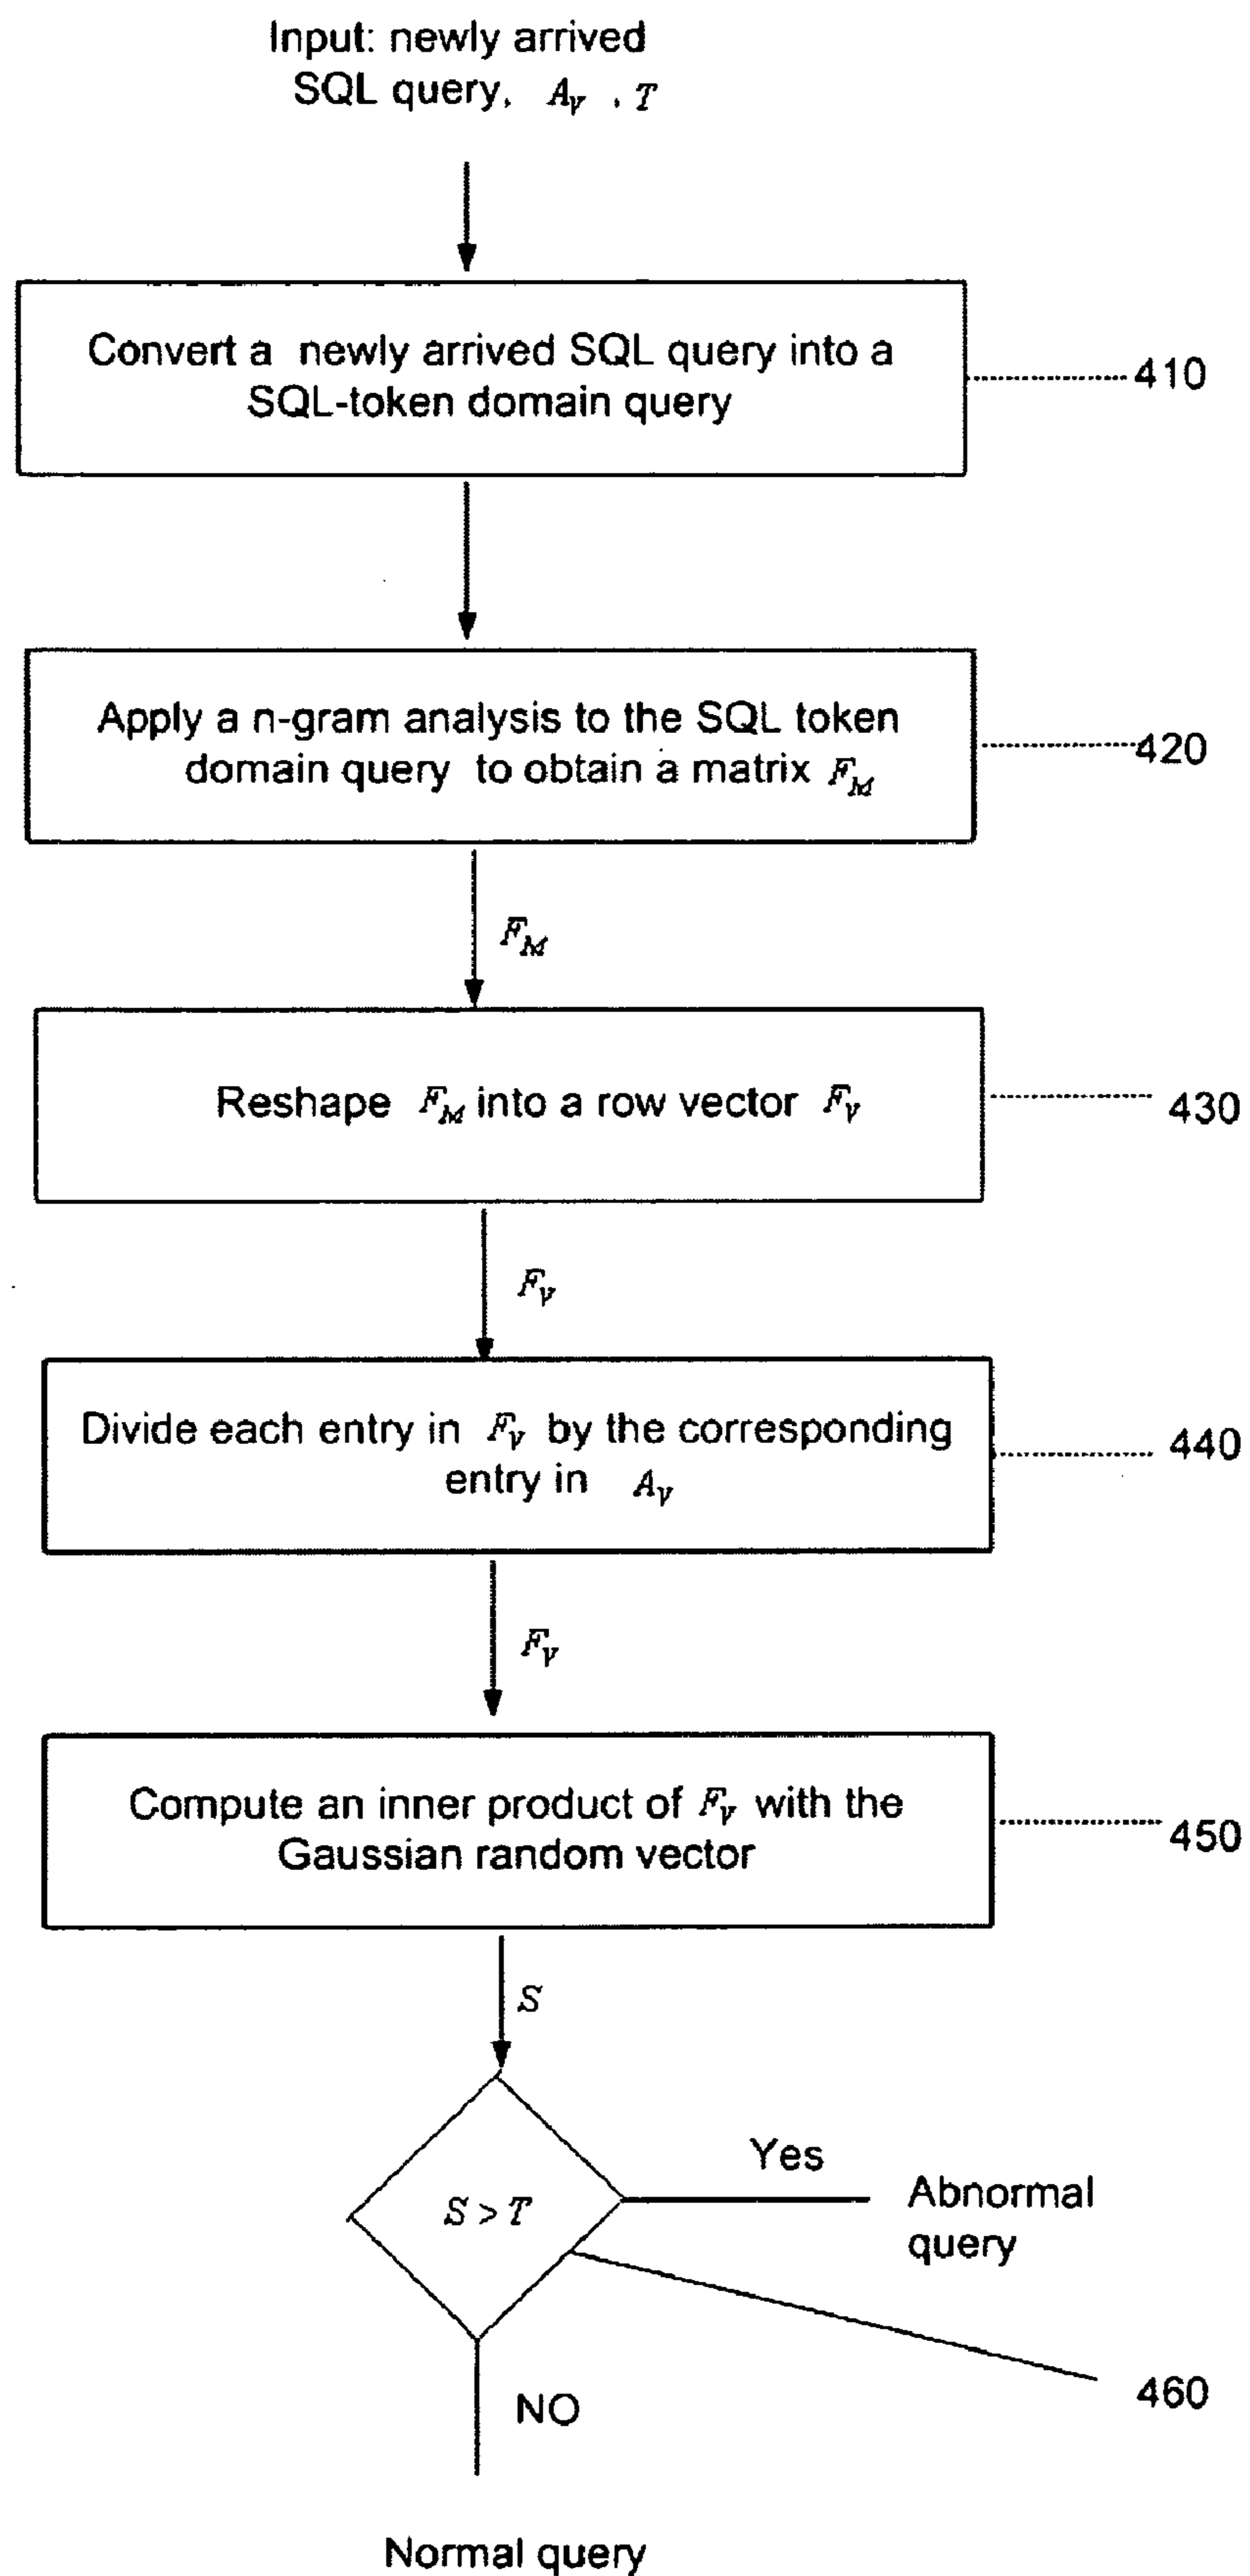 Input: newly arrived
SQL query, A_V , T
Convert a newly arrived SQL query into a
SQL-token domain query
410
Apply a n-gram analysis to the SQL token
domain query to obtain a matrix F_M
420
F_M
Reshape F_M into a row vector F_V
430
F_V
Divide each entry in F_V by the corresponding
entry in A_V
440
F_V
Compute an inner product of F_V with the
Gaussian random vector
450
S
S > T
Yes
Abnormal
query
460
NO
Normal query